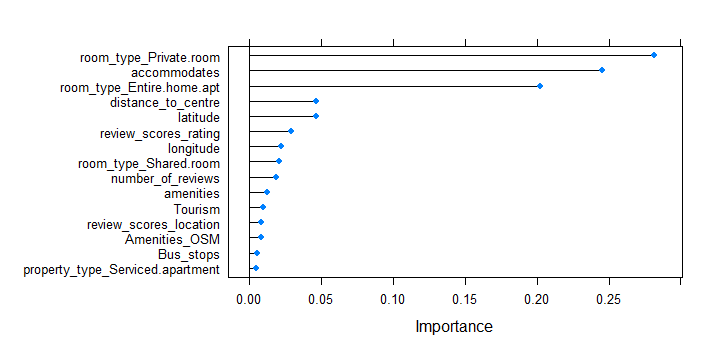 room_type_Private.room
accommodates
room_type_Entire.home.apt
distance_to_centre
latitude
review_scores_rating
longitude
room_type_Shared.room
number_of_reviews
amenities
Tourism
review_scores_location
Amenities_OSM
Bus_stops
property_type_Serviced.apartment
0.00 0.05 0.10 0.15 0.20 0.25
Importance